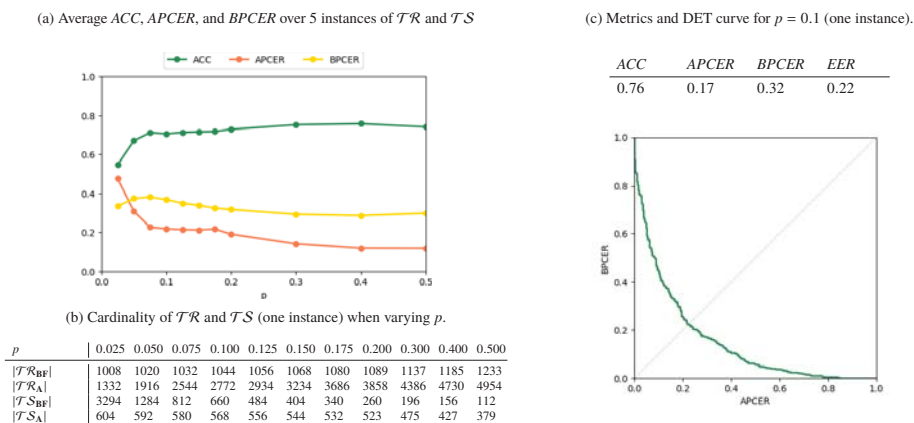 (a) Average ACC, APCER, and BPCER over 5 instances of 𝒯ℛ and 𝒯𝒮
ACC APCER BPCER
1.0
0.8
0.6
0.4
0.2
0.0
0.0 0.1 0.2 0.3 0.4 0.5
p
(b) Cardinality of 𝒯ℛ and 𝒯𝒮 (one instance) when varying p.
p 0.025 0.050 0.075 0.100 0.125 0.150 0.175 0.200 0.300 0.400 0.500
|𝒯ℛ_BF| 1008 1020 1032 1044 1056 1068 1080 1089 1137 1185 1233
|𝒯ℛ_A| 1332 1916 2544 2772 2934 3234 3686 3858 4386 4730 4954
|𝒯𝒮_BF| 3294 1284 812 660 484 404 340 260 196 156 112
|𝒯𝒮_A| 604 592 580 568 556 544 532 523 475 427 379
(c) Metrics and DET curve for p = 0.1 (one instance).
ACC APCER BPCER EER
0.76 0.17 0.32 0.22
1.0
0.8
0.6
0.4
0.2
0.0
BPCER
0.0 0.2 0.4 0.6 0.8 1.0
APCER